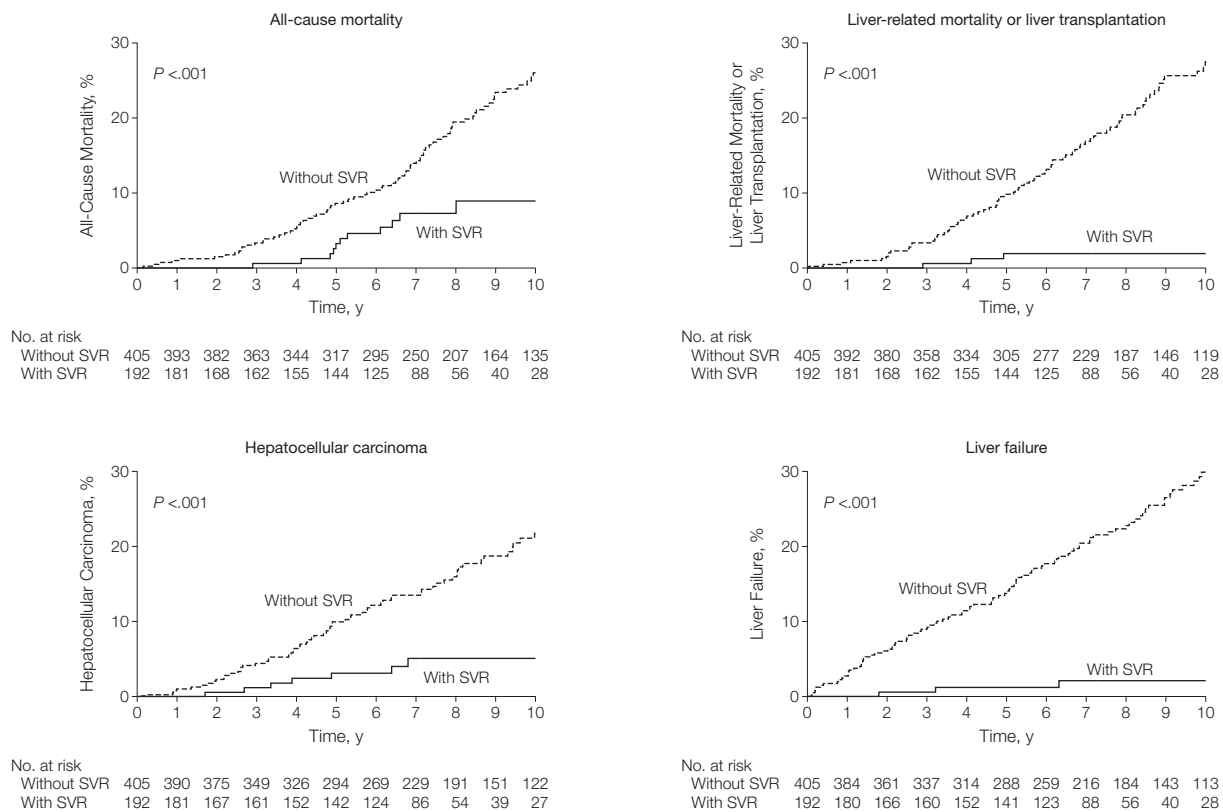 All-cause mortality
30
20
10
0
All-Cause Mortality, %
P <.001
Without SVR
With SVR
0 1 2 3 4 5 6 7 8 9 10
Time, y
No. at risk
Without SVR 405 393 382 363 344 317 295 250 207 164 135
With SVR 192 181 168 162 155 144 125 88 56 40 28
Liver-related mortality or liver transplantation
30
20
10
0
Liver-Related Mortality or
Liver Transplantation, %
P <.001
Without SVR
With SVR
0 1 2 3 4 5 6 7 8 9 10
Time, y
No. at risk
Without SVR 405 392 380 358 334 305 277 229 187 146 119
With SVR 192 181 168 162 155 144 125 88 56 40 28
Hepatocellular carcinoma
30
20
10
0
Hepatocellular Carcinoma, %
P <.001
Without SVR
With SVR
0 1 2 3 4 5 6 7 8 9 10
Time, y
No. at risk
Without SVR 405 390 375 349 326 294 269 229 191 151 122
With SVR 192 181 167 161 152 142 124 86 54 39 27
Liver failure
30
20
10
0
Liver Failure, %
P <.001
Without SVR
With SVR
0 1 2 3 4 5 6 7 8 9 10
Time, y
No. at risk
Without SVR 405 384 361 337 314 288 259 216 184 143 113
With SVR 192 180 166 160 152 141 123 88 56 40 28